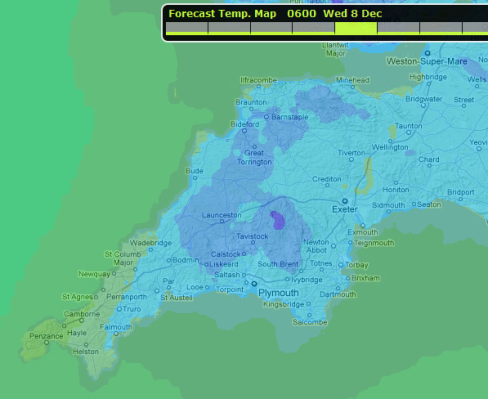 Forecast Temp. Map 0600 Wed 8 Dec
Llantwit
Major
Weston-Super-Mare
Ilfracombe
Minehead
Highbridge
Wells
Braunton
Bridgwater
Street
Barnstaple
Bideford
Taunton
Great
Torrington
Tiverton
Wellington
Yeovi
Chard
Bude
Crediton
Honiton
Bridport
Launceston
Exeter
Sidmouth
Seaton
Exmouth
Tavistock
Wadebridge
Newton
Abbot
Teignmouth
St Columb
Major
Calstock
Bodmin
Liskeard
South Brent
Totnes
Torbay
Newquay
Saltash
Ivybridge
Brixham
Par
Looe
Torpoint
Plymouth
Dartmouth
St Agnes
Perranporth
St Austell
Kingsbridge
Camborne
Truro
Salcombe
Penzance
Hayle
Falmouth
Helston